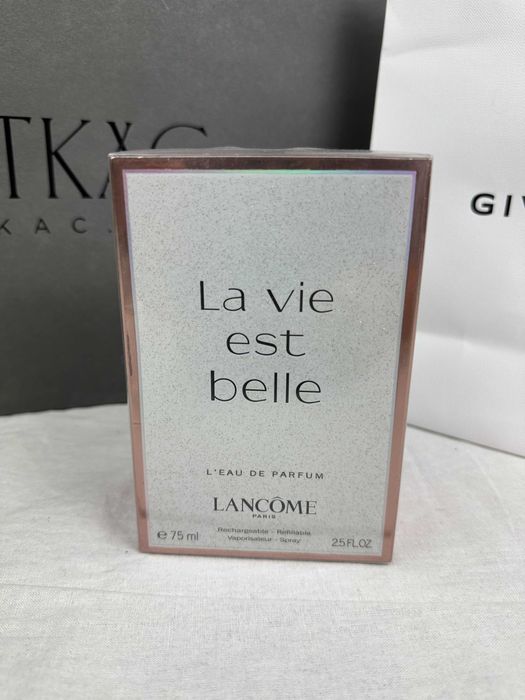 TKAC
KAC.
GIV
La vie
est
belle
L'EAU DE PARFUM
LANCÔME
PARIS
Rechargeable - Refillable
Vaporisateur - Spray
℮ 75 ml
2.5 FL.OZ